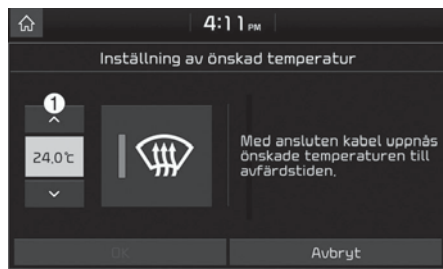 4:11 PM
Inställning av önskad temperatur
1
24.0°c
Med ansluten kabel uppnås
önskade temperaturen till
avfärdstiden.
OK
Avbryt